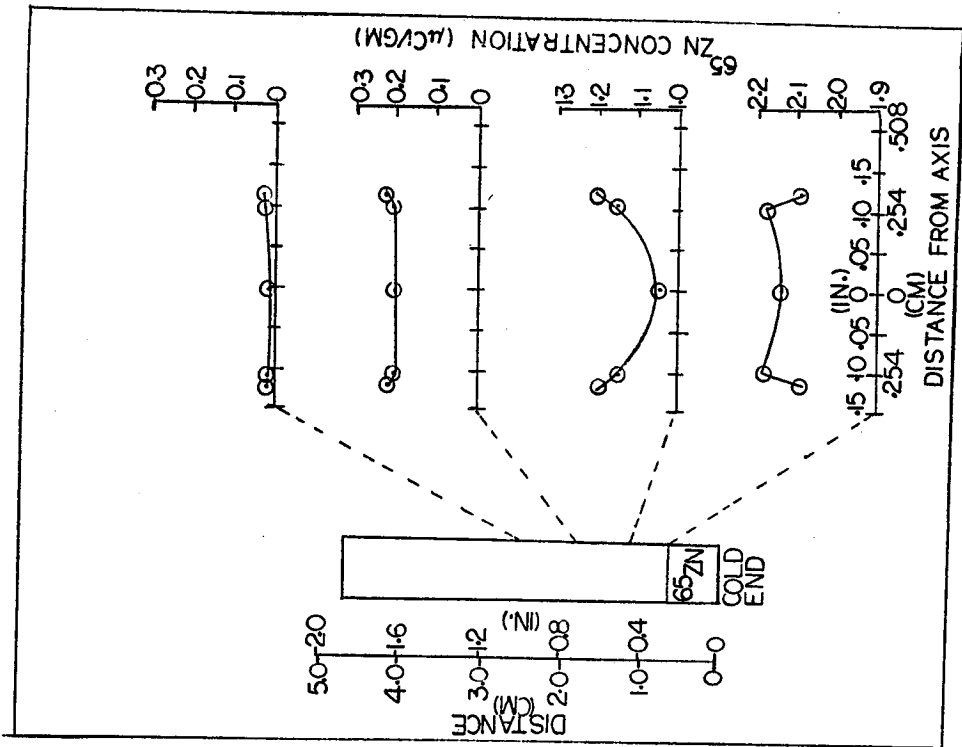 65ZN CONCENTRATION (μCi/GM)
0.3
0.2
0.1
0
0.3
0.2
0.1
0
1.3
1.2
1.1
1.0
2.2
2.1
2.0
1.9
.15 .10 .05 0 .05 .10 .15
(IN.)
.254 0 .254 .508
(CM)
DISTANCE FROM AXIS
DISTANCE
(CM)
(IN.)
5.0 2.0
4.0 1.6
3.0 1.2
2.0 0.8
1.0 0.4
0 0
65ZN
COLD
END